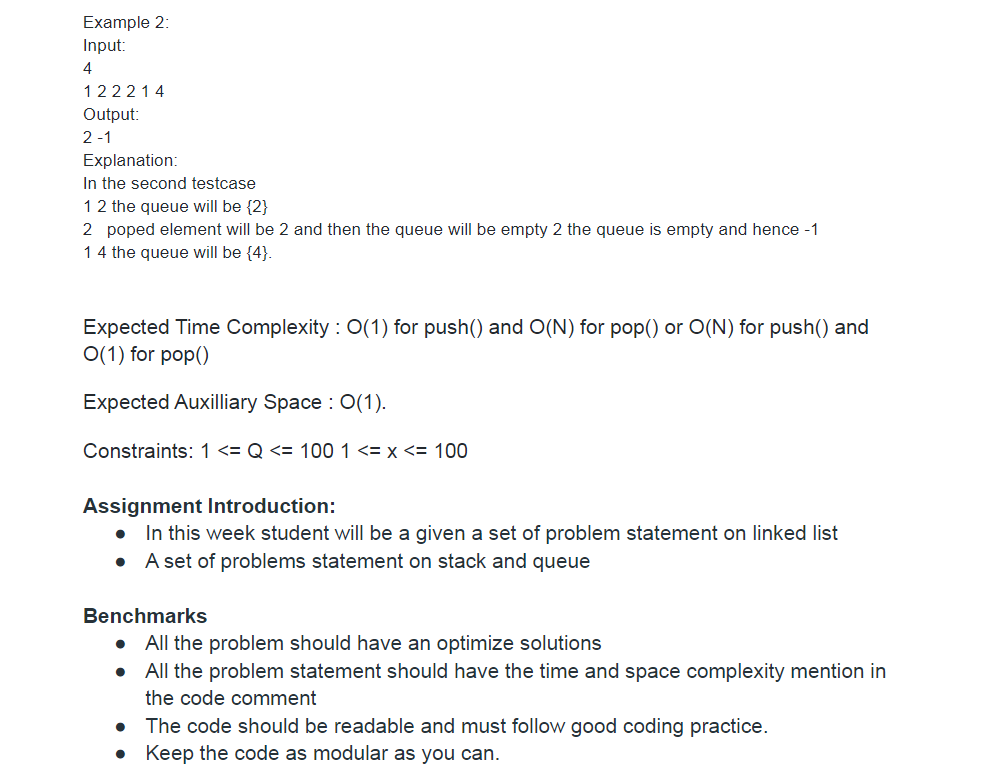 Example 2:
Input:
4
1 2 2 2 1 4
Output:
2 -1
Explanation:
In the second testcase
1 2 the queue will be {2}
2 poped element will be 2 and then the queue will be empty 2 the queue is empty and hence -1
1 4 the queue will be {4}.
Expected Time Complexity : O(1) for push() and O(N) for pop() or O(N) for push() and
O(1) for pop()
Expected Auxilliary Space : O(1).
Constraints: 1 <= Q <= 100 1 <= x <= 100
Assignment Introduction:
● In this week student will be a given a set of problem statement on linked list
● A set of problems statement on stack and queue
Benchmarks
● All the problem should have an optimize solutions
● All the problem statement should have the time and space complexity mention in
the code comment
● The code should be readable and must follow good coding practice.
● Keep the code as modular as you can.